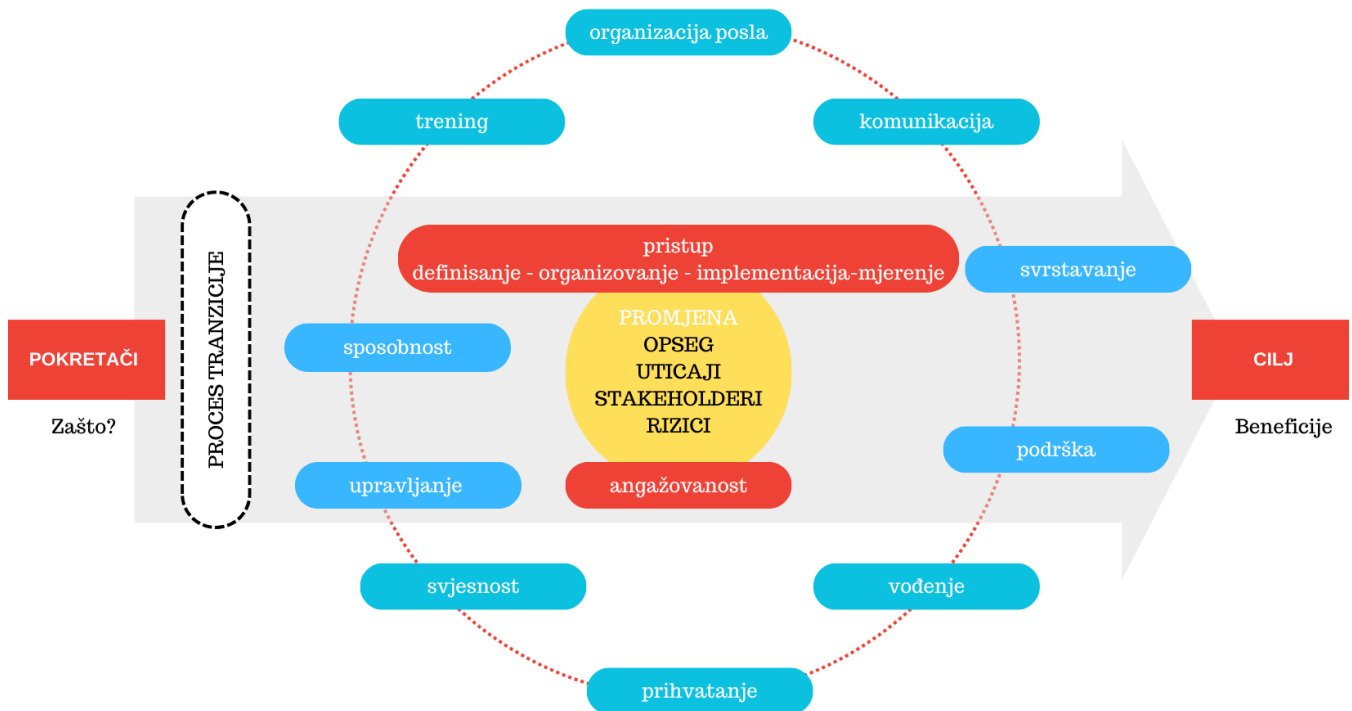 organizacija posla
trening
komunikacija
pristup
definisanje - organizovanje - implementacija-mjerenje
svrstavanje
PROCES TRANZICIJE
PROMJENA
OPSEG
UTICAJI
STAKEHOLDERI
RIZICI
sposobnost
POKRETAČI
Zašto?
CILJ
Beneficije
podrška
upravljanje
angažovanost
svjesnost
vođenje
prihvatanje